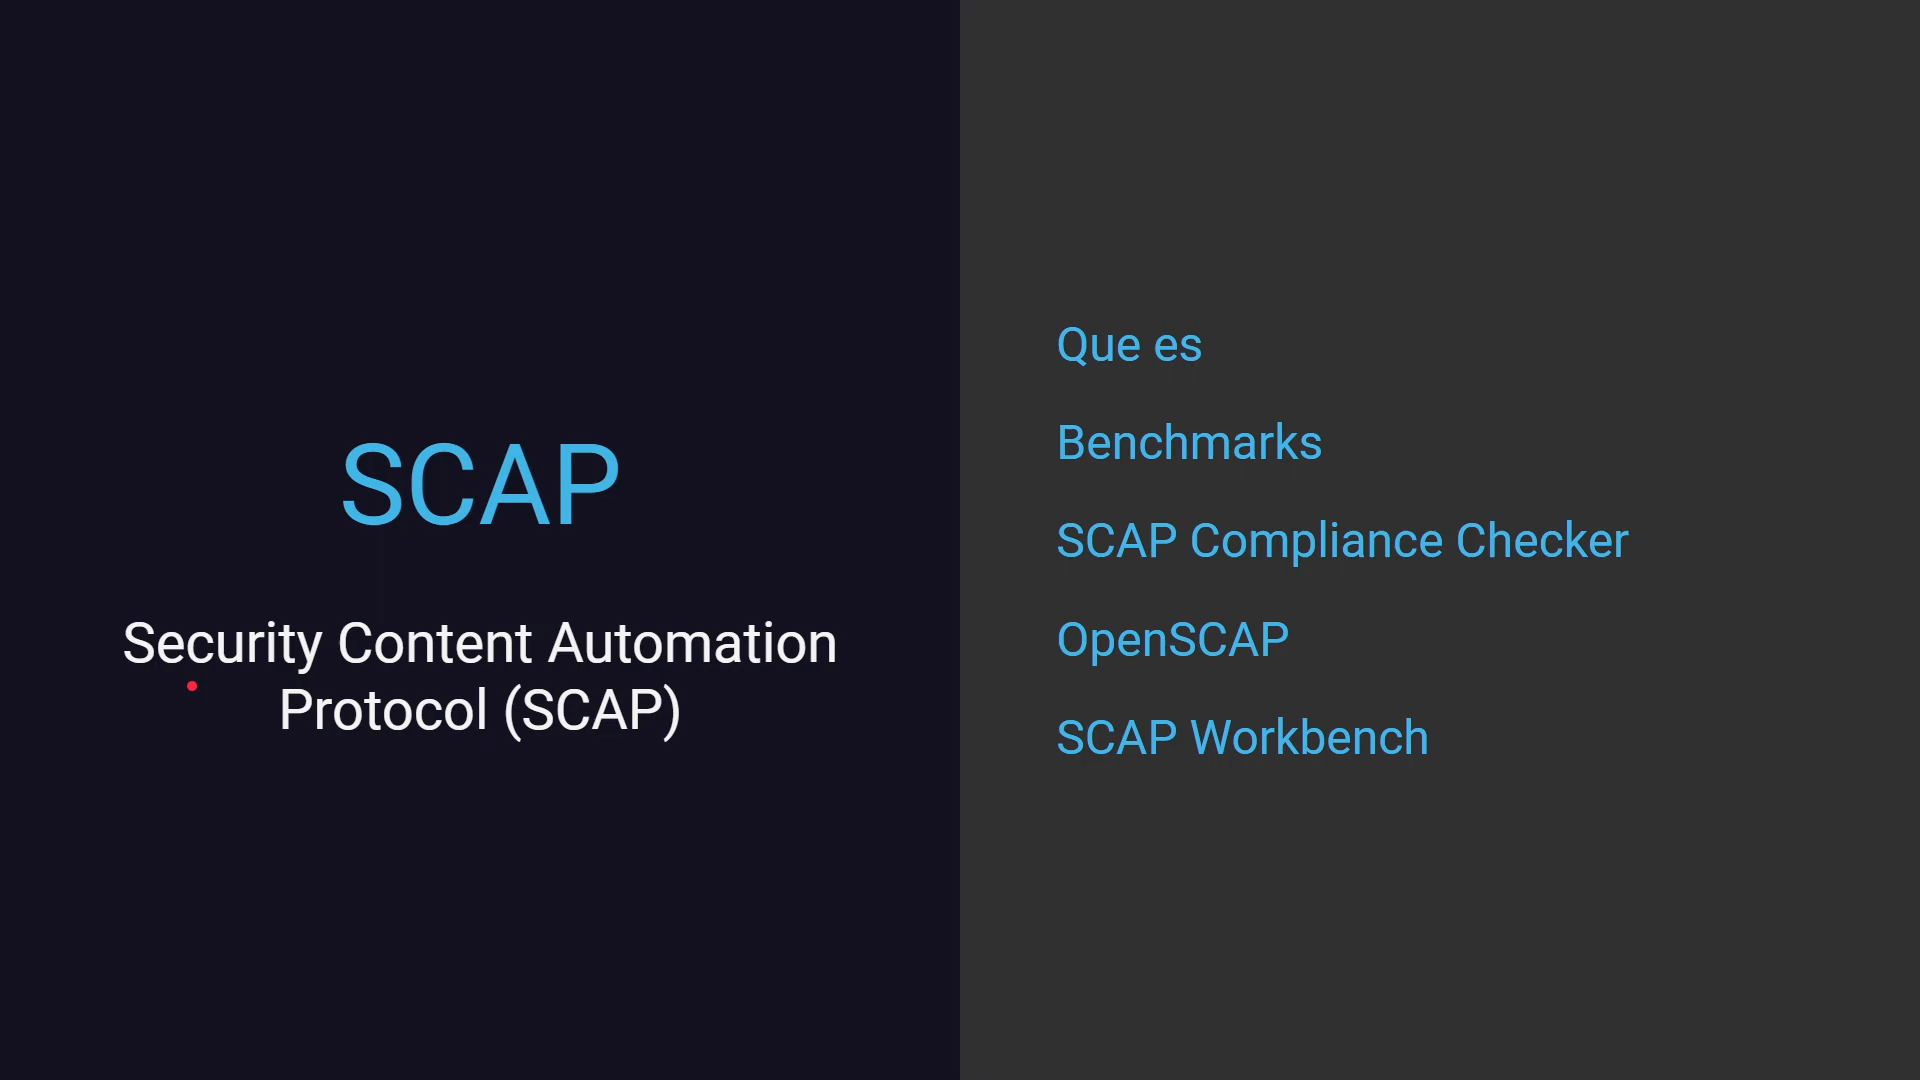 SCAP
Security Content Automation
Protocol (SCAP)
Que es
Benchmarks
SCAP Compliance Checker
OpenSCAP
SCAP Workbench